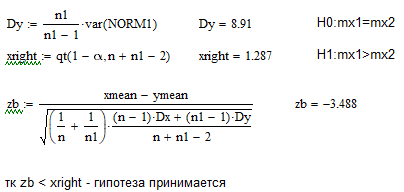 Dy := n1 / (n1 − 1) · var(NORM1) Dy = 8.91 H0:mx1=mx2
xright := qt(1 − α, n + n1 − 2) xright = 1.287 H1:mx1>mx2
zb := (xmean − ymean) / √((1/n + 1/n1) · ((n − 1)·Dx + (n1 − 1)·Dy) / (n + n1 − 2)) zb = −3.488
тк zb < xright - гипотеза принимается